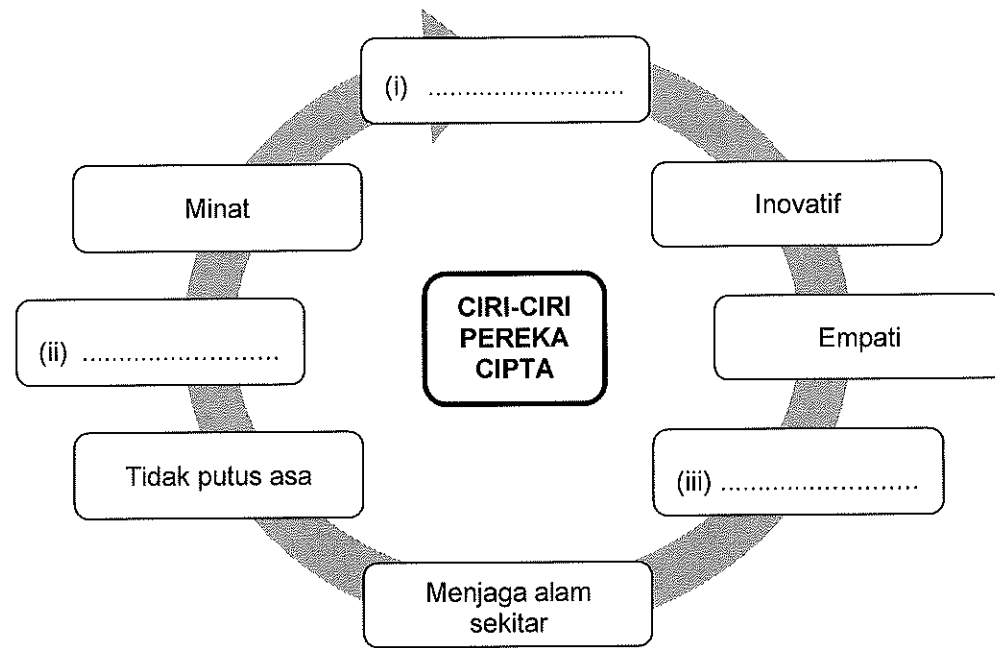 (i) ..........................
Minat
Inovatif
CIRI-CIRI
PEREKA
CIPTA
(ii) ..........................
Empati
Tidak putus asa
(iii) ..........................
Menjaga alam
sekitar